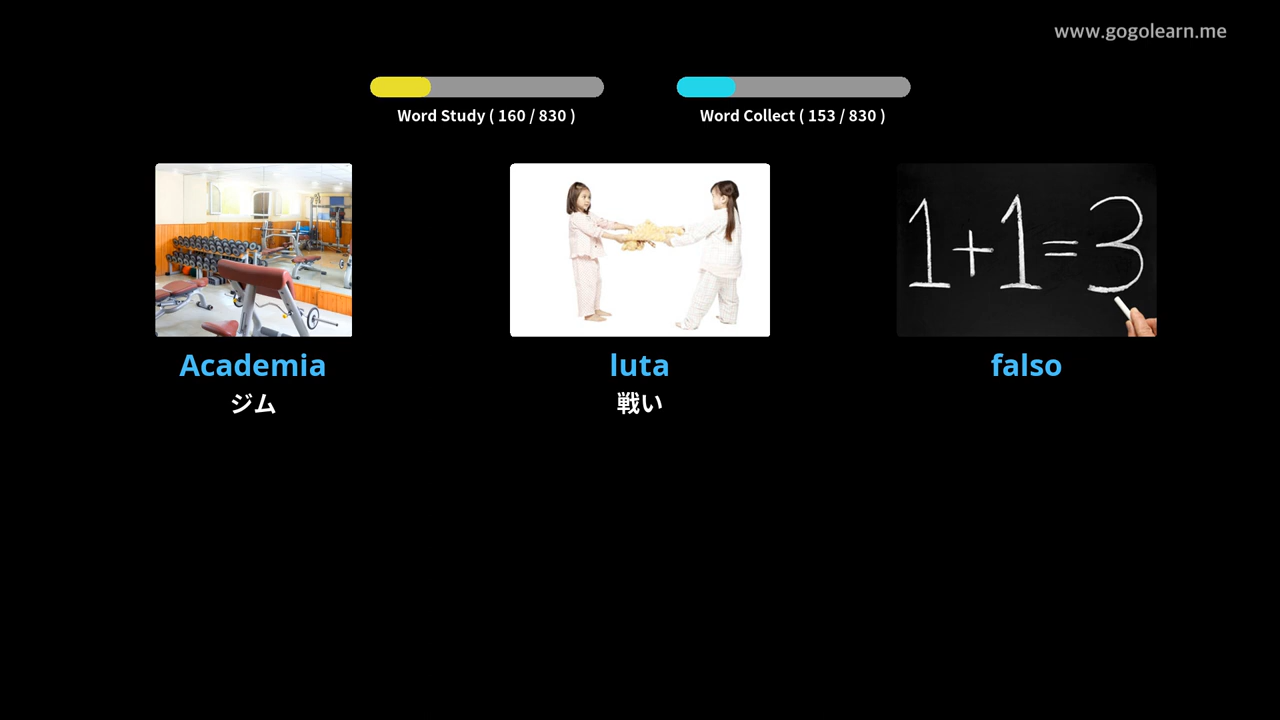 www.gogolearn.me
Word Study ( 160 / 830 )
Word Collect ( 153 / 830 )
1+1=3
Academia
luta
falso
ジム
戦い